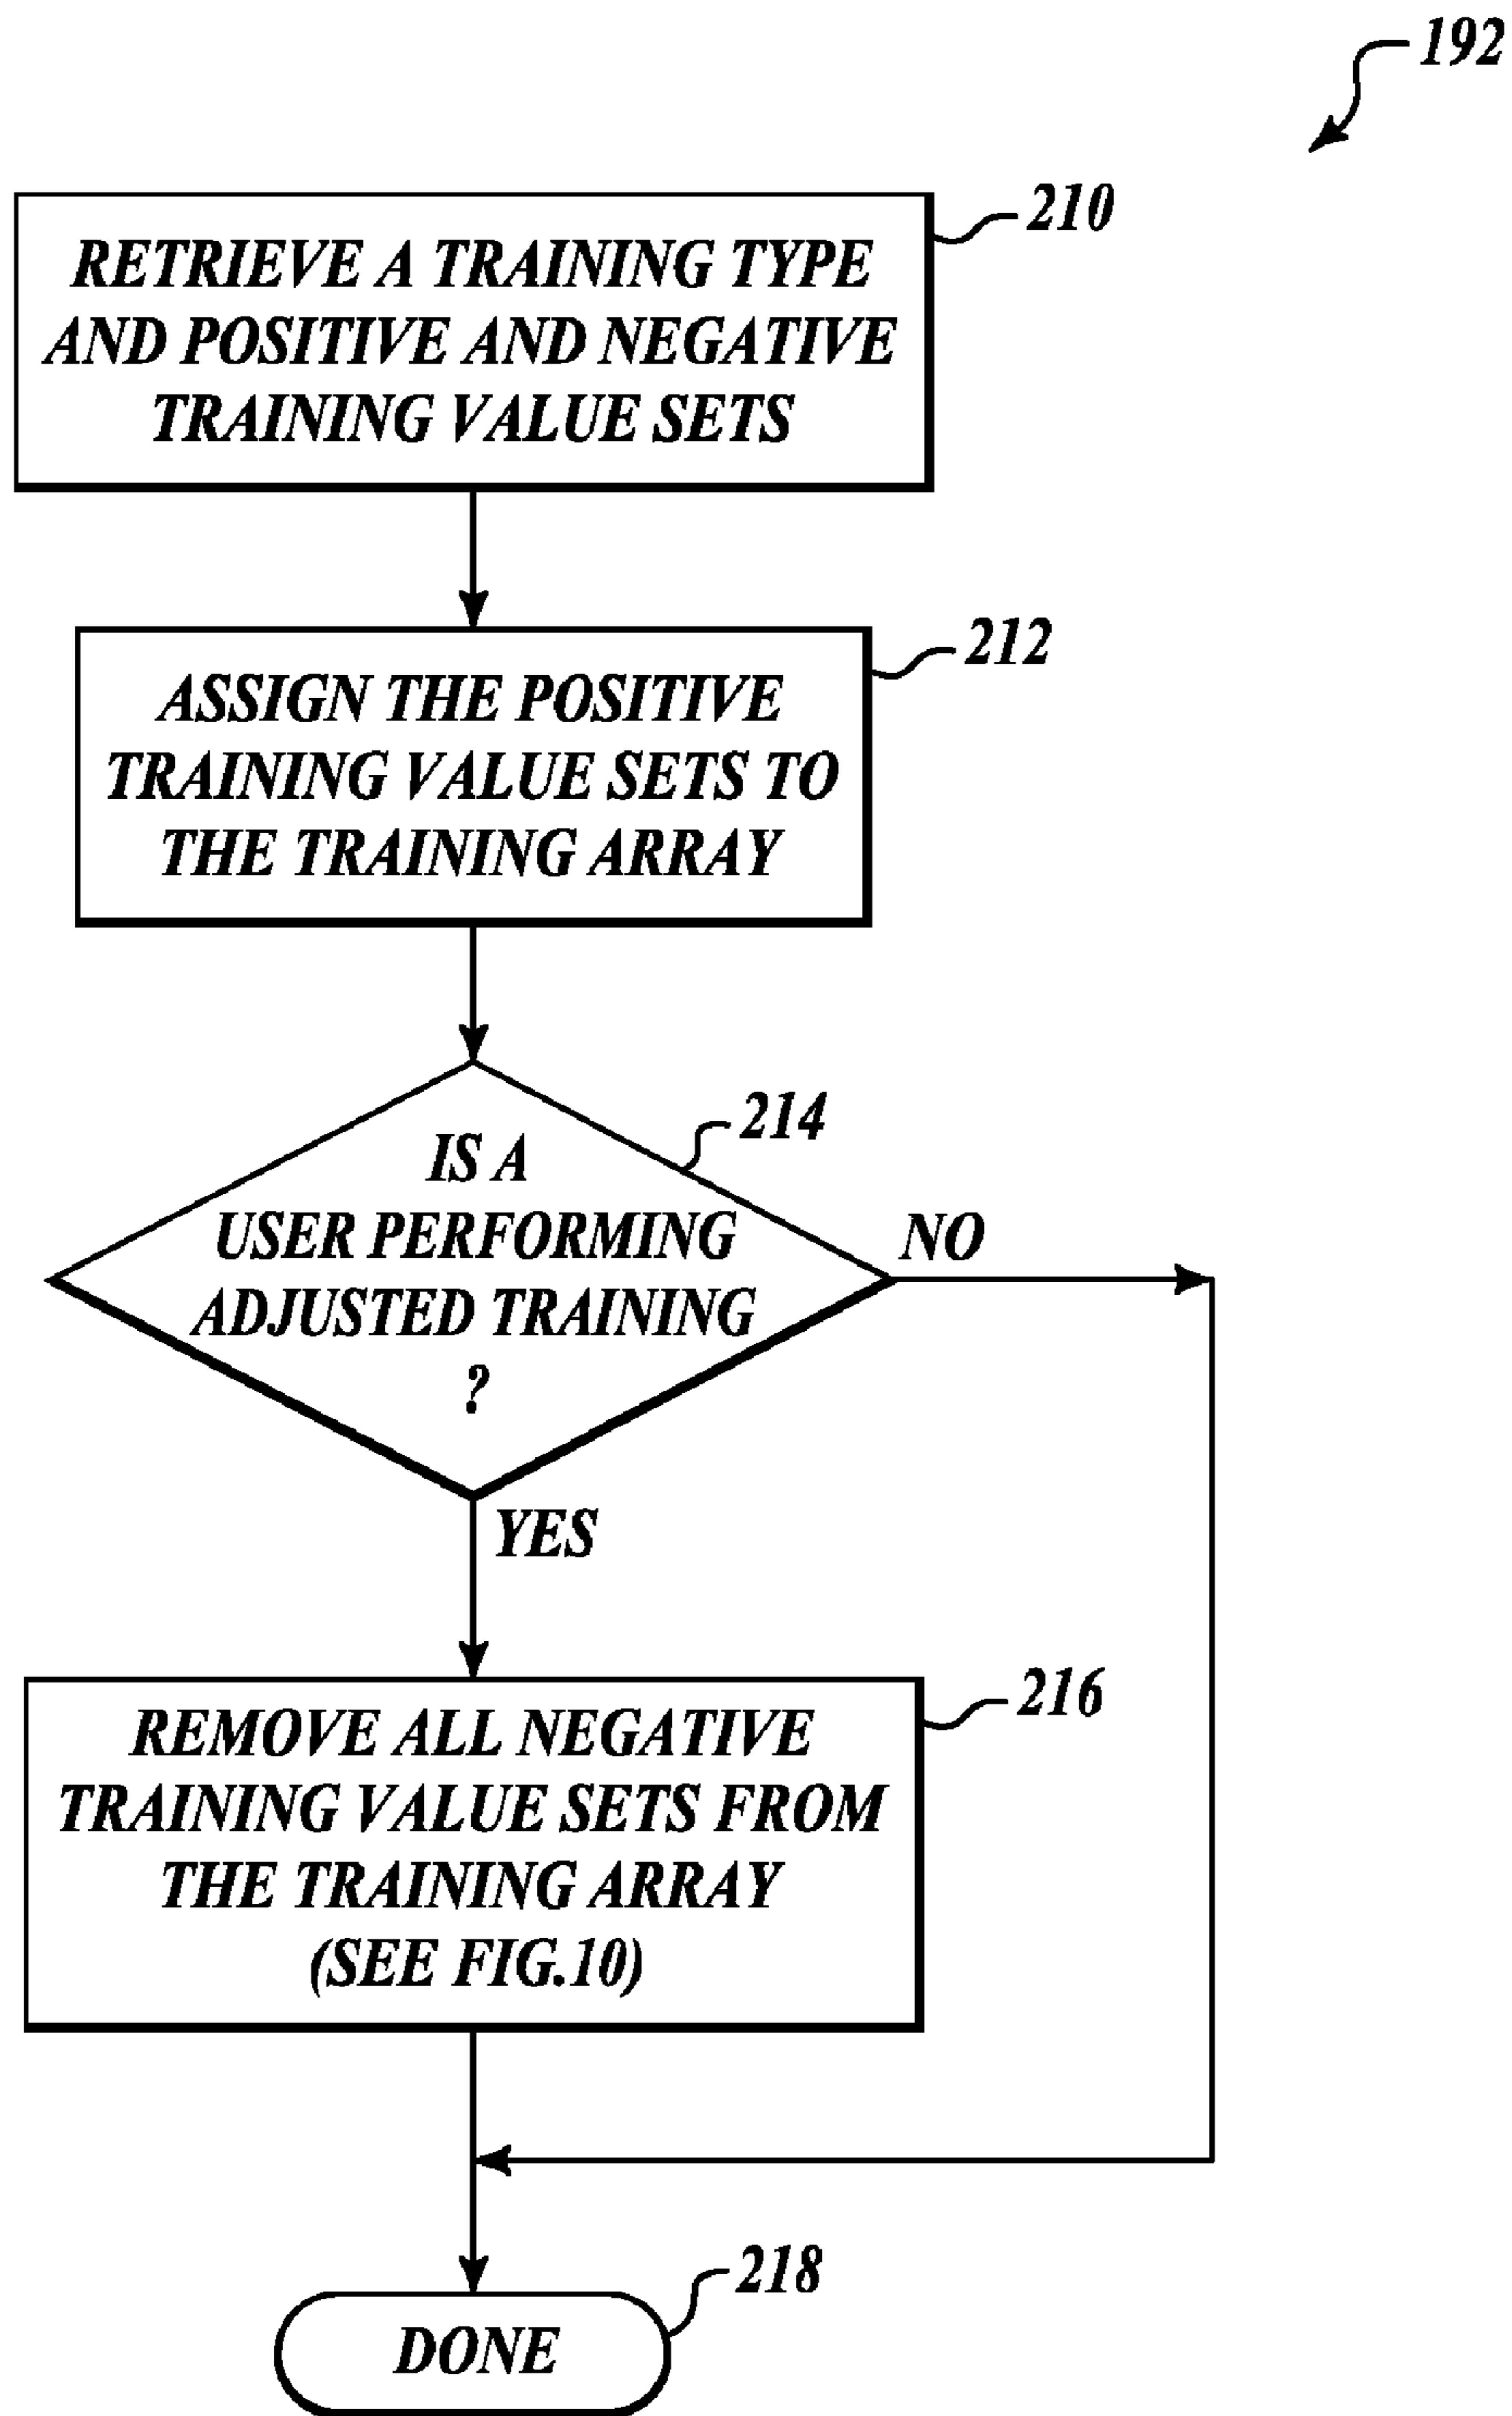 192
210
RETRIEVE A TRAINING TYPE
AND POSITIVE AND NEGATIVE
TRAINING VALUE SETS
212
ASSIGN THE POSITIVE
TRAINING VALUE SETS TO
THE TRAINING ARRAY
214
IS A
USER PERFORMING
ADJUSTED TRAINING
?
NO
YES
216
REMOVE ALL NEGATIVE
TRAINING VALUE SETS FROM
THE TRAINING ARRAY
(SEE FIG.10)
218
DONE